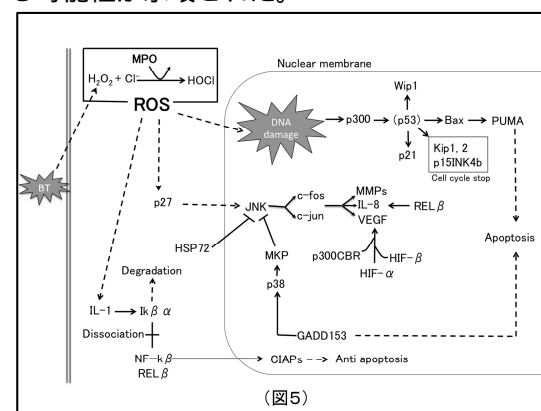 MPO
H₂O₂ + Cl⁻ → HOCl
ROS
BT
Nuclear membrane
DNA
damage
p300 → (p53) → Bax → PUMA
Wip1
p21
Kip1, 2
p15INK4b
Cell cycle stop
p27
JNK
c-fos
c-jun
MMPs
IL-8
VEGF
REL β
HSP72
MKP
p38
p300CBR
HIF-β
HIF-α
Apoptosis
Degradation
IL-1 → Ik β α
Dissociation
NF-k β
REL β
GADD153
CIAPs --→ Anti apoptosis
(図5)